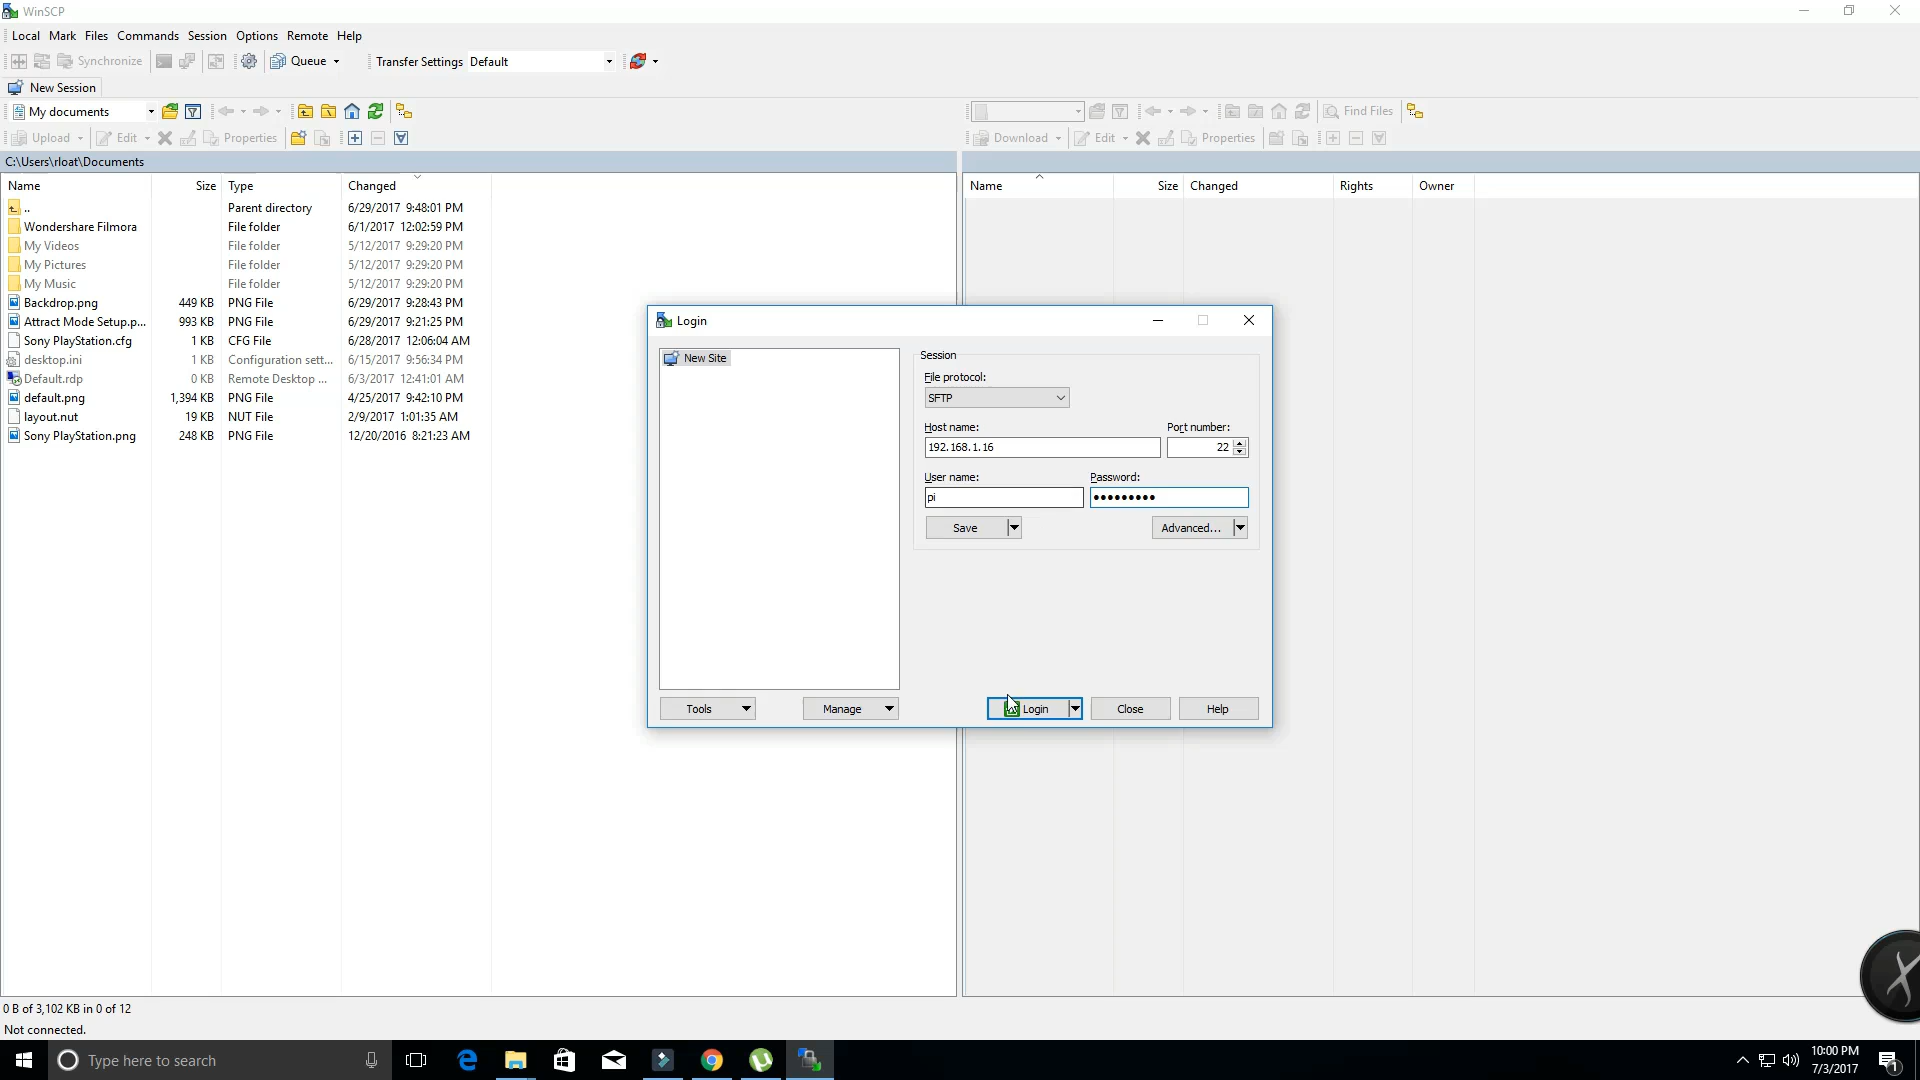 WinSCP
Local Mark Files Commands Session Options Remote Help
Synchronize Queue Transfer Settings Default
New Session
My documents Find Files
Upload Edit Properties Download Edit Properties
C:\Users\rloat\Documents
Name Size Type Changed Name Size Changed Rights Owner
.. Parent directory 6/29/2017 9:48:01 PM
Wondershare Filmora File folder 6/1/2017 12:02:59 PM
My Videos File folder 5/12/2017 9:29:20 PM
My Pictures File folder 5/12/2017 9:29:20 PM
My Music File folder 5/12/2017 9:29:20 PM
Backdrop.png 449 KB PNG File 6/29/2017 9:28:43 PM
Attract Mode Setup.p... 993 KB PNG File 6/29/2017 9:21:25 PM
Sony PlayStation.cfg 1 KB CFG File 6/28/2017 12:06:04 AM
desktop.ini 1 KB Configuration sett... 6/15/2017 9:56:34 PM
Default.rdp 0 KB Remote Desktop ... 6/3/2017 12:41:01 AM
default.png 1,394 KB PNG File 4/25/2017 9:42:10 PM
layout.nut 19 KB NUT File 2/9/2017 1:01:35 AM
Sony PlayStation.png 248 KB PNG File 12/20/2016 8:21:23 AM
Login
New Site
Session
File protocol:
SFTP
Host name: Port number:
192.168.1.16 22
User name: Password:
pi •••••••••
Save Advanced...
Tools Manage Login Close Help
0 B of 3,102 KB in 0 of 12
Not connected.
Type here to search
10:00 PM
7/3/2017
1